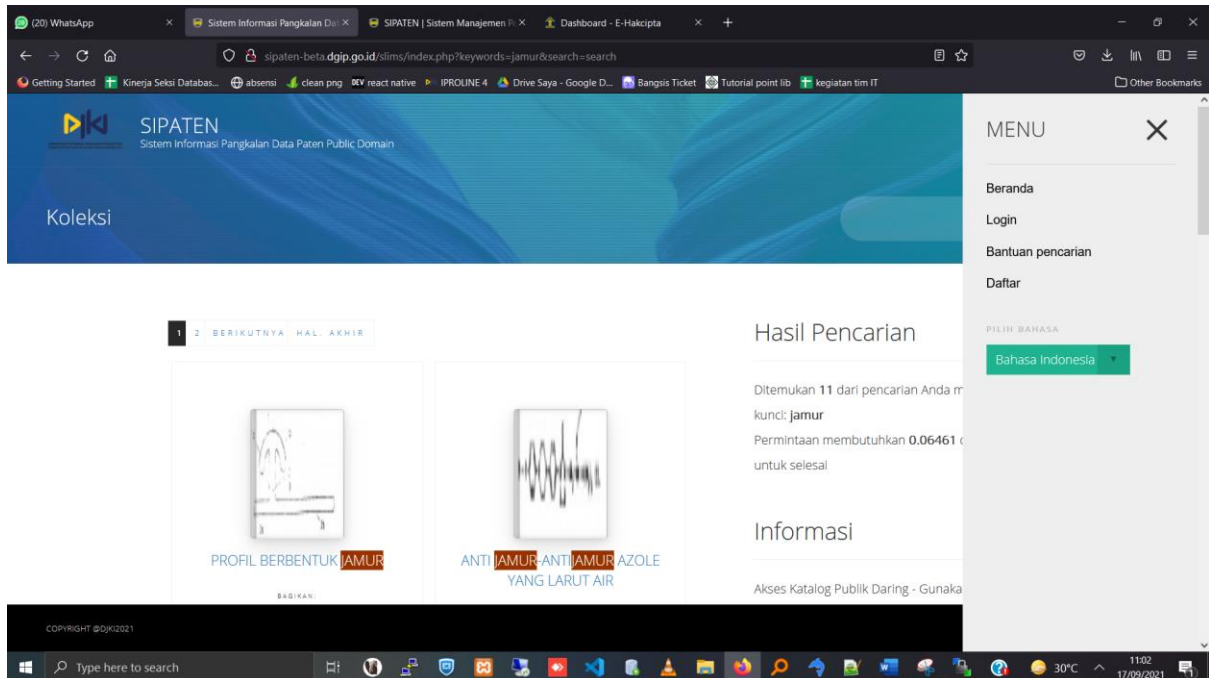 (20) WhatsApp
Sistem Informasi Pangkalan Dat
SIPATEN | Sistem Manajemen P
Dashboard - E-Hakcipta
sipaten-beta.dgip.go.id/slims/index.php?keywords=jamur&search=search
Getting Started
Kinerja Seksi Databas...
absensi
clean png
DEV react native
IPROLINE 4
Drive Saya - Google D...
Bangsis Ticket
Tutorial point lib
kegiatan tim IT
Other Bookmarks
SIPATEN
Sistem Informasi Pangkalan Data Paten Public Domain
Koleksi
MENU
Beranda
Login
Bantuan pencarian
Daftar
PILIH BAHASA
Bahasa Indonesia
1 2 BERIKUTNYA HAL. AKHIR
PROFIL BERBENTUK JAMUR
BAGIKAN:
ANTI JAMUR-ANTIJAMUR AZOLE
YANG LARUT AIR
Hasil Pencarian
Ditemukan 11 dari pencarian Anda m
kunci: jamur
Permintaan membutuhkan 0.06461
untuk selesai
Informasi
Akses Katalog Publik Daring - Gunaka
COPYRIGHT @DJKI2021
Type here to search
30°C
11:02
17/09/2021